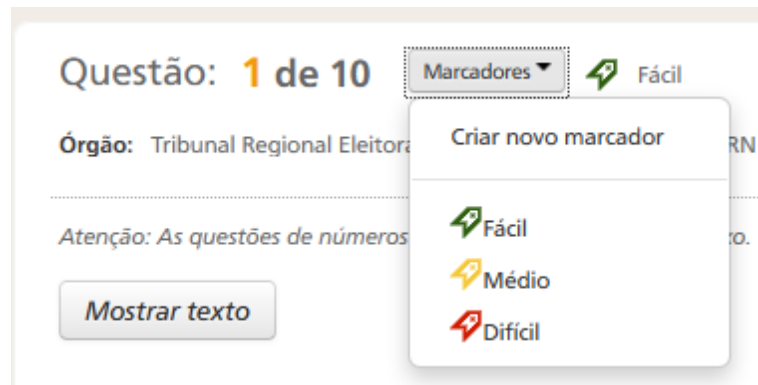 Questão: 1 de 10 Marcadores Fácil
Órgão: Tribunal Regional RN
Criar novo marcador
Atenção: As questões de números
Fácil
Médio
Difícil
Mostrar texto